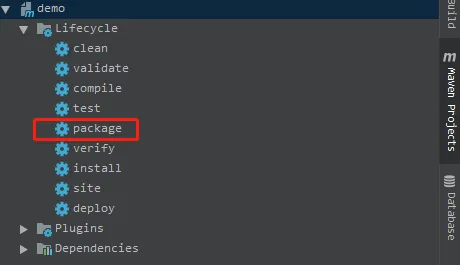 demo
Lifecycle
clean
validate
compile
test
package
verify
install
site
deploy
Plugins
Dependencies
Build
m Maven Projects
Database